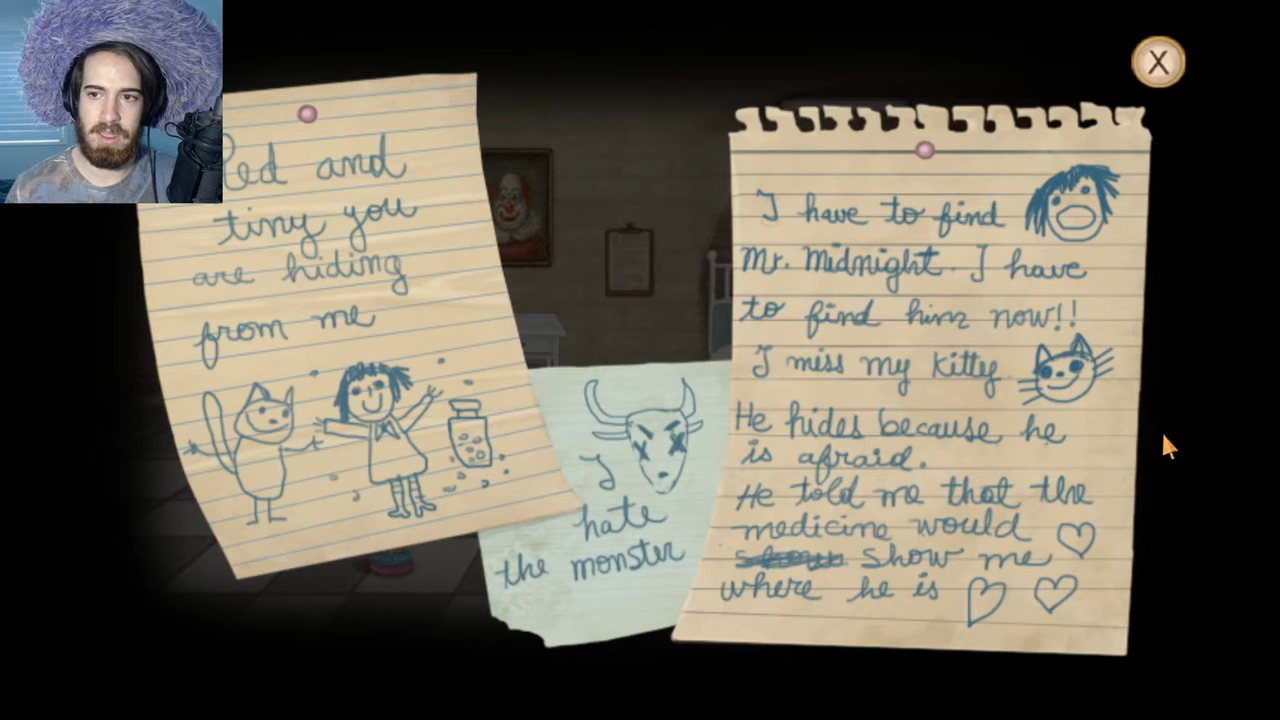 Red and
tiny you
are hiding
from me
I
hate
the monster
I have to find
Mr. Midnight. I have
to find him now!!
I miss my Kitty
He hides because he
is afraid.
He told me that the
medicine would
show me
where he is
X